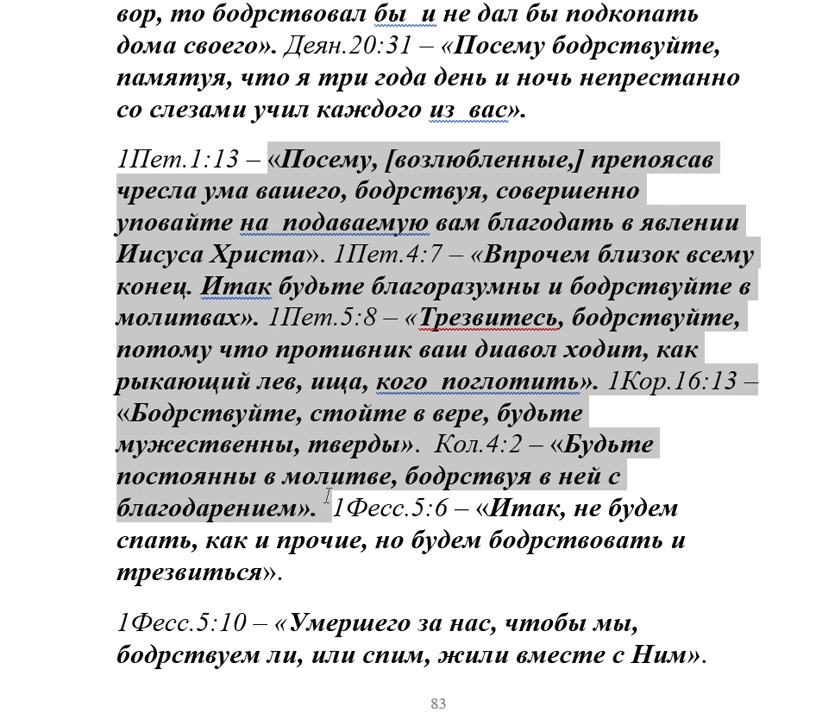 вор, то бодрствовал бы  и не дал бы подкопать
дома своего». Деян.20:31 – «Посему бодрствуйте,
памятуя, что я три года день и ночь непрестанно
со слезами учил каждого из  вас».
1Пет.1:13 – «Посему, [возлюбленные,] препоясав
чресла ума вашего, бодрствуя, совершенно
уповайте на  подаваемую вам благодать в явлении
Иисуса Христа». 1Пет.4:7 – «Впрочем близок всему
конец. Итак будьте благоразумны и бодрствуйте в
молитвах». 1Пет.5:8 – «Трезвитесь, бодрствуйте,
потому что противник ваш диавол ходит, как
рыкающий лев, ища, кого  поглотить». 1Кор.16:13 –
«Бодрствуйте, стойте в вере, будьте
мужественны, тверды».  Кол.4:2 – «Будьте
постоянны в молитве, бодрствуя в ней с
благодарением». 1Фесс.5:6 – «Итак, не будем
спать, как и прочие, но будем бодрствовать и
трезвиться».
1Фесс.5:10 – «Умершего за нас, чтобы мы,
бодрствуем ли, или спим, жили вместе с Ним».
83